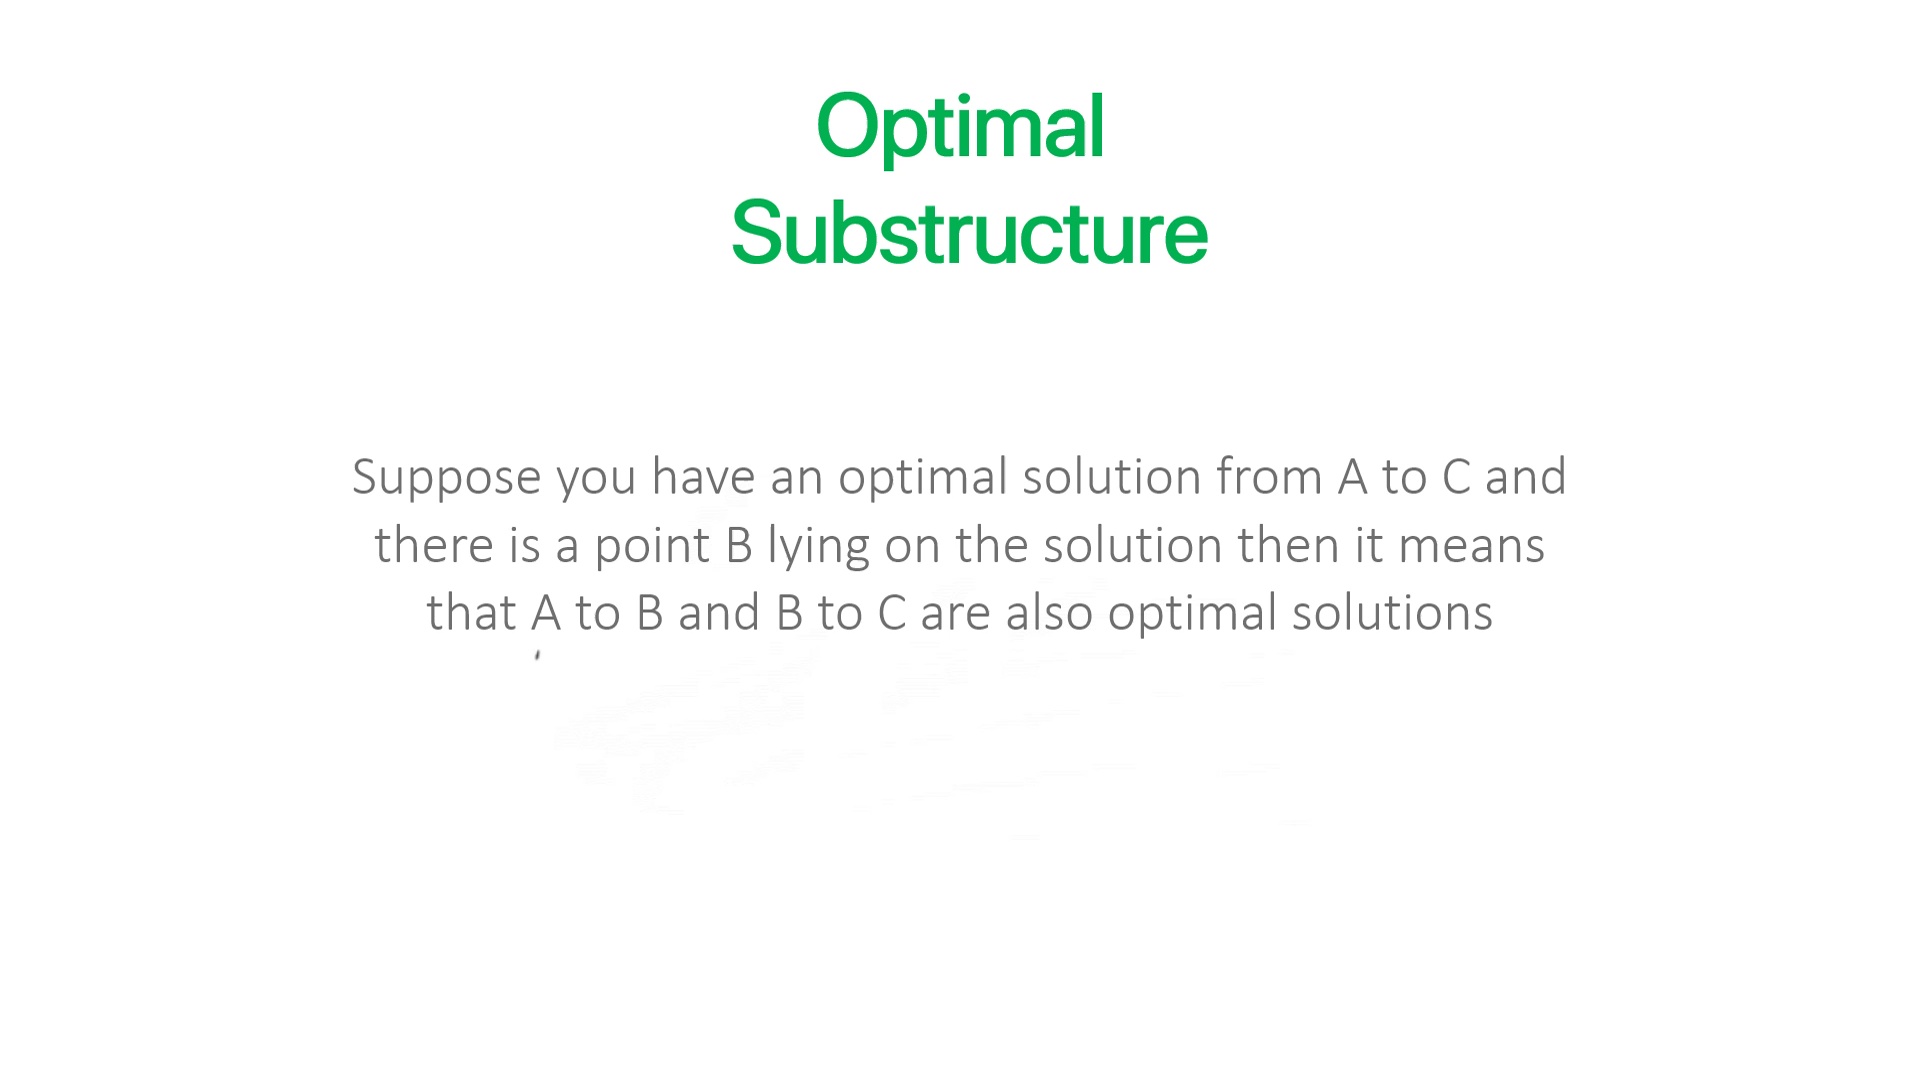 Optimal
Substructure
Suppose you have an optimal solution from A to C and
there is a point B lying on the solution then it means
that A to B and B to C are also optimal solutions